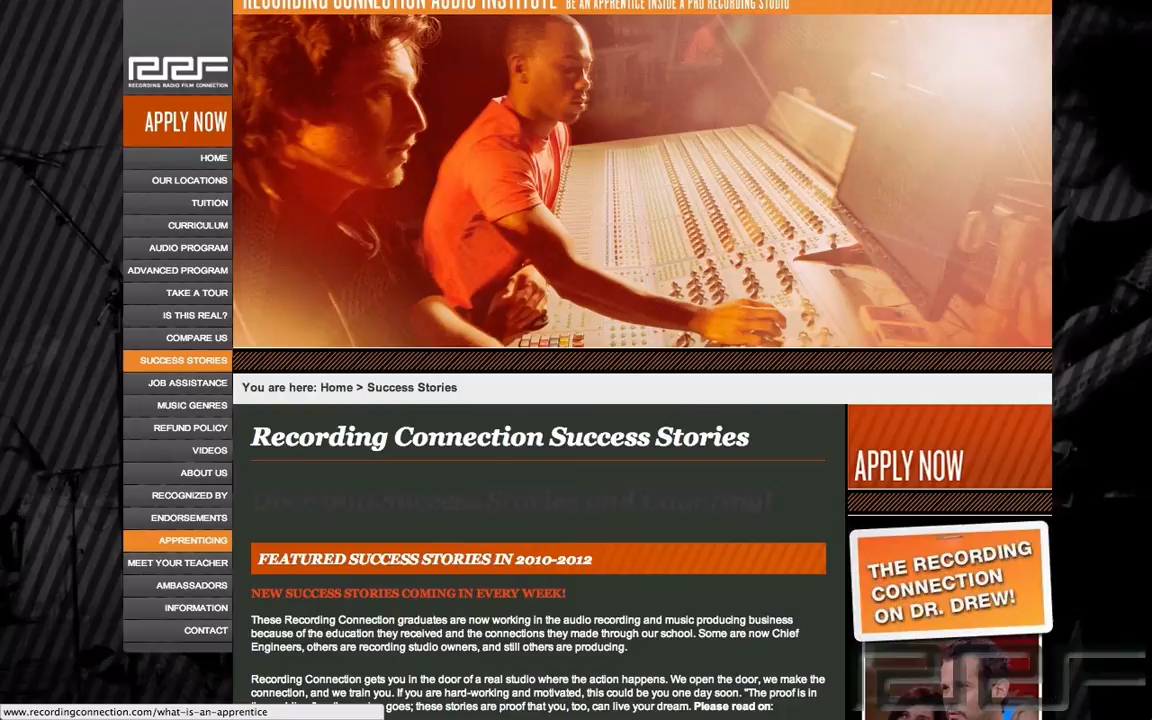 RECORDING CONNECTION AUDIO INSTITUTE BE AN APPRENTICE INSIDE A PRO RECORDING STUDIO
RRF
RECORDING RADIO FILM CONNECTION
APPLY NOW
HOME
OUR LOCATIONS
TUITION
CURRICULUM
AUDIO PROGRAM
ADVANCED PROGRAM
TAKE A TOUR
IS THIS REAL?
COMPARE US
SUCCESS STORIES
JOB ASSISTANCE
MUSIC GENRES
REFUND POLICY
VIDEOS
ABOUT US
RECOGNIZED BY
ENDORSEMENTS
APPRENTICING
MEET YOUR TEACHER
AMBASSADORS
INFORMATION
CONTACT
You are here: Home > Success Stories
Recording Connection Success Stories
Success Stories and
FEATURED SUCCESS STORIES IN 2010-2012
NEW SUCCESS STORIES COMING IN EVERY WEEK!
These Recording Connection graduates are now working in the audio recording and music producing business
because of the education they received and the connections they made through our school. Some are now Chief
Engineers, others are recording studio owners, and still others are producing.
Recording Connection gets you in the door of a real studio where the action happens. We open the door, we make the
connection, and we train you. If you are hard-working and motivated, this could be you one day soon. "The proof is in
goes; these stories are proof that you, too, can live your dream. Please read on:
APPLY NOW
THE RECORDING
CONNECTION
ON DR. DREW!
RRF
www.recordingconnection.com/what-is-an-apprentice